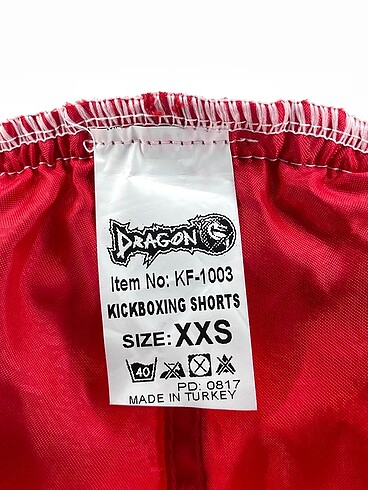 DRAGON
Item No: KF-1003
KICKBOXING SHORTS
SIZE: XXS
40
PD: 0817
MADE IN TURKEY